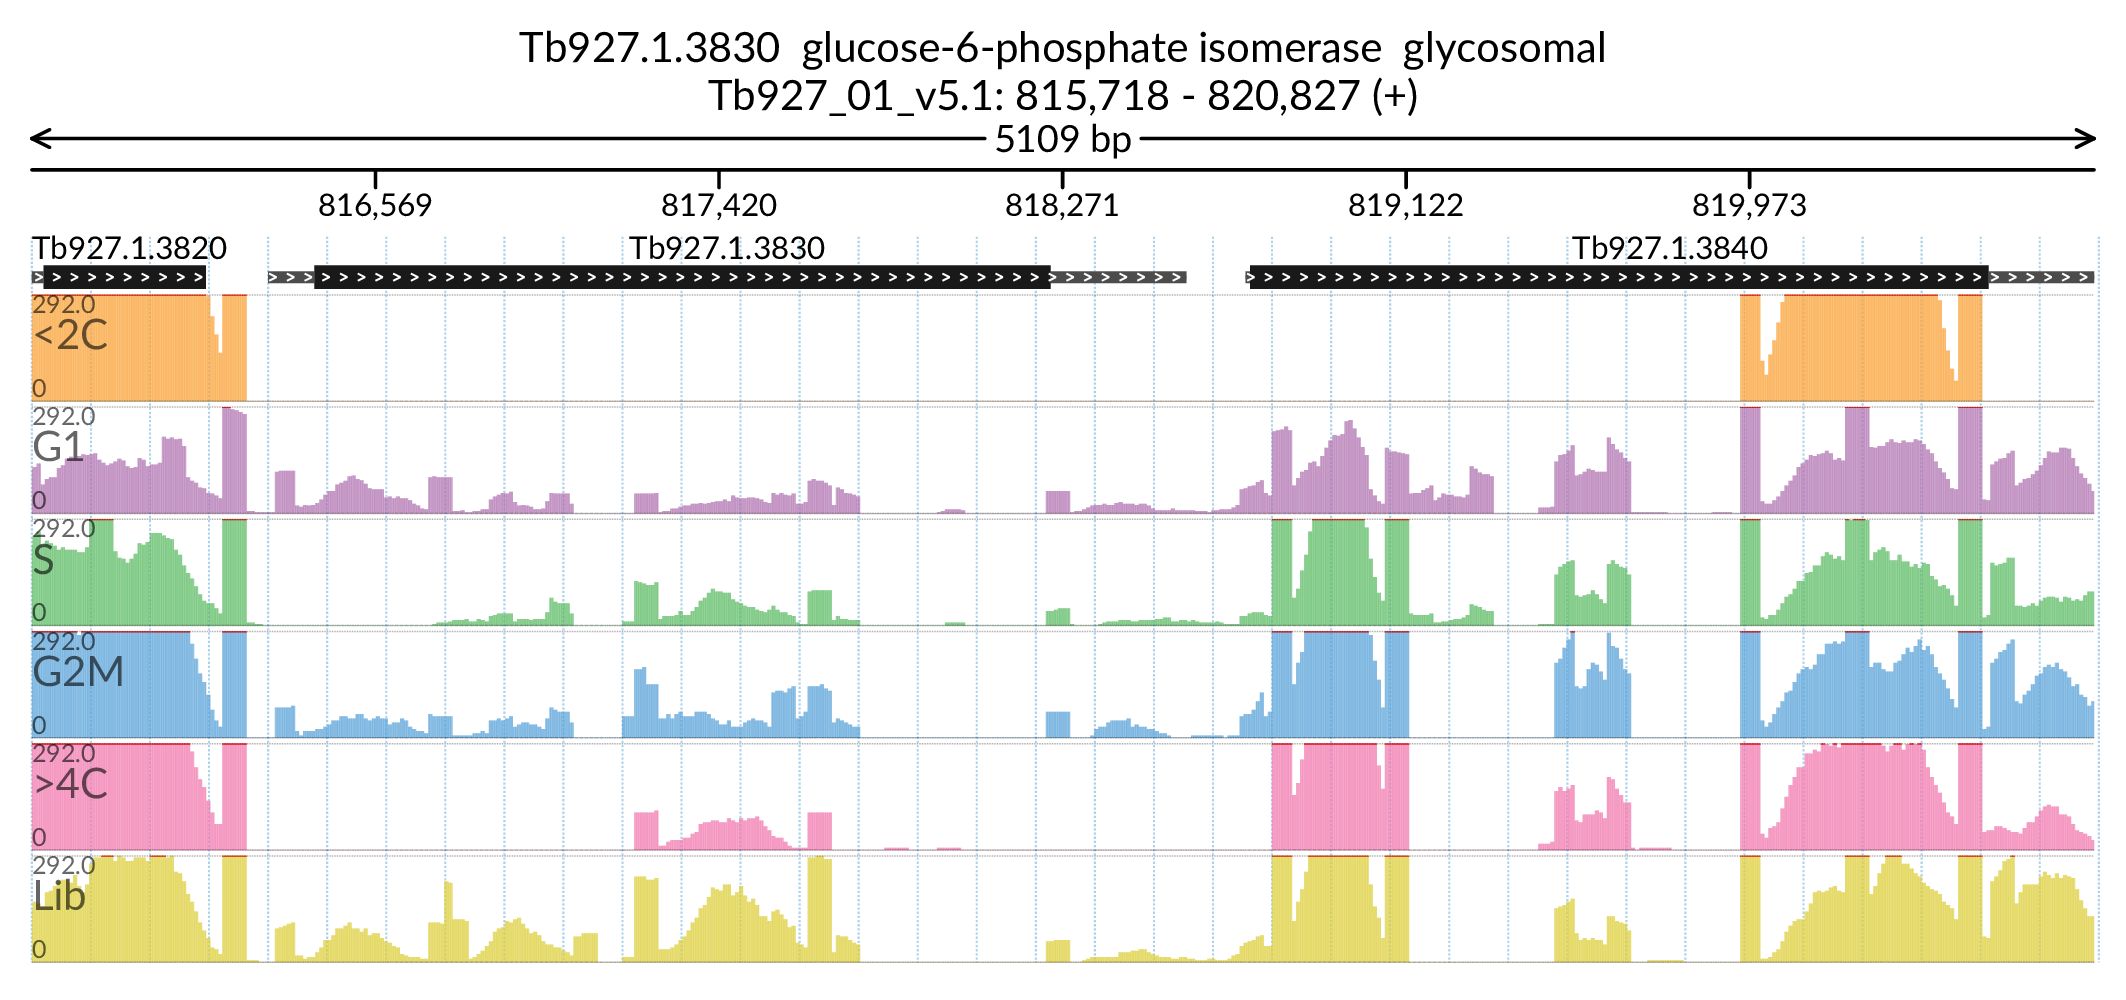 Tb927.1.3830 glucose-6-phosphate isomerase glycosomal
Tb927_01_v5.1: 815,718 - 820,827 (+)
5109 bp
816,569 817,420 818,271 819,122 819,973
Tb927.1.3820 Tb927.1.3830 Tb927.1.3840
292.0
<2C
0
292.0
G1
0
292.0
S
0
292.0
G2M
0
292.0
>4C
0
292.0
Lib
0